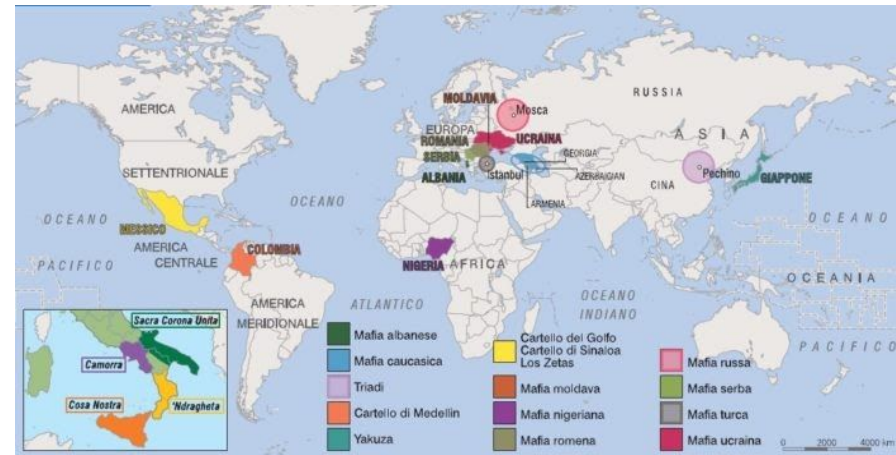 AMERICA
SETTENTRIONALE
OCEANO
PACIFICO
MESSICO
AMERICA
CENTRALE
COLOMBIA
AMERICA
MERIDIONALE
OCEANO
ATLANTICO
EUROPA
MOLDAVIA
ROMANIA
SERBIA
ALBANIA
UCRAINA
Mosca
Istanbul
GEORGIA
AZERBAIGIAN
ARMENIA
RUSSIA
ASIA
CINA
Pechino
GIAPPONE
NIGERIA
AFRICA
OCEANO
INDIANO
OCEANO
OCEANIA
PACIFICO
Sacra Corona Unita
Camorra
Cosa Nostra
'Ndragheta
Mafia albanese
Mafia caucasica
Triadi
Cartello di Medellin
Yakuza
Cartello del Golfo
Cartello di Sinaloa
Los Zetas
Mafia moldava
Mafia nigeriana
Mafia romena
Mafia russa
Mafia serba
Mafia turca
Mafia ucraina
0 2000 4000 km